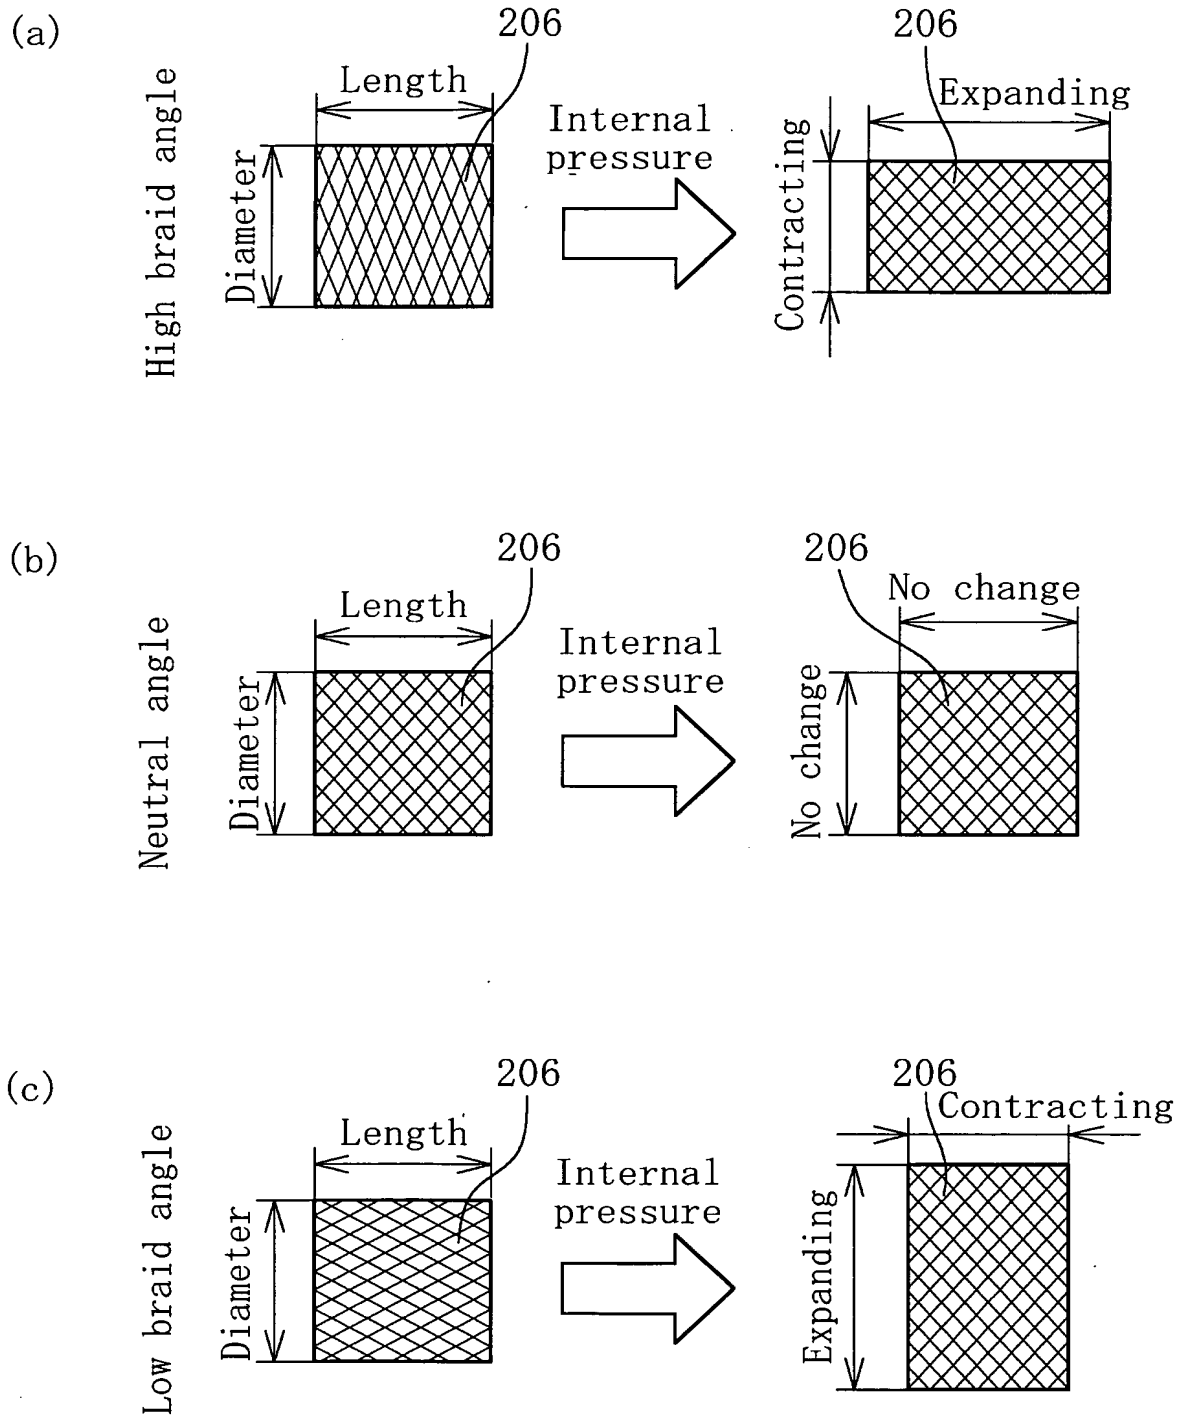 (a)
206
206
Length
Expanding
Internal
pressure
High braid angle
Diameter
Contracting
(b)
206
206
Length
No change
Internal
pressure
Neutral angle
Diameter
No change
(c)
206
206
Length
Contracting
Internal
pressure
Low braid angle
Diameter
Expanding